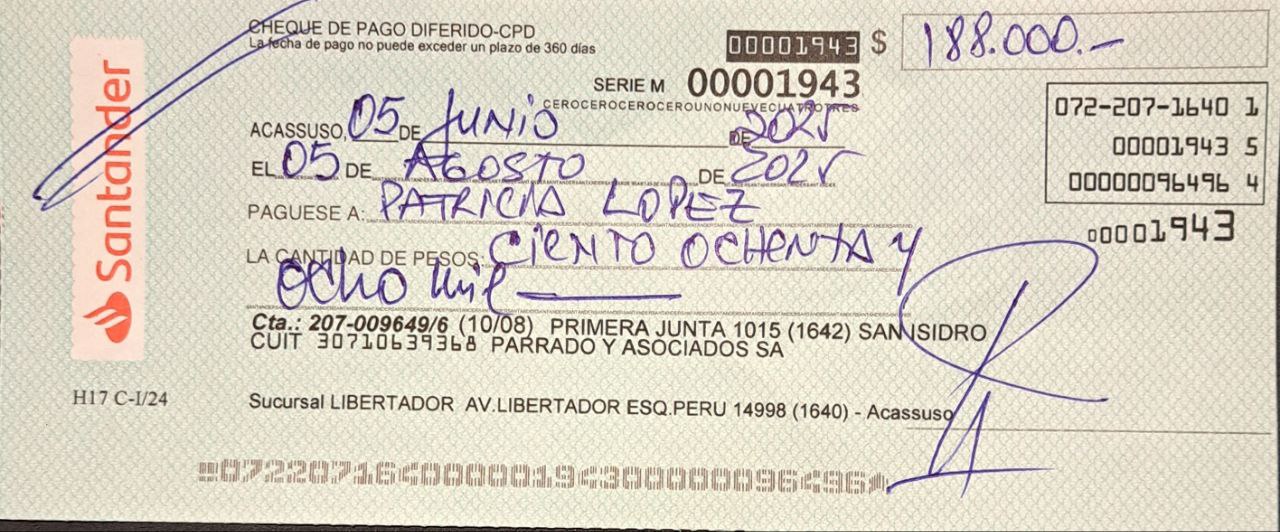 CHEQUE DE PAGO DIFERIDO-CPD
La fecha de pago no puede exceder un plazo de 360 días
00001943 $ 188.000.-
SERIE M 00001943
CEROCEROCEROCEROUNONUEVECUATROTRES
072-207-1640 1
00001943 5
00000096496 4
00001943
ACASSUSO, 05 DE JUNIO DE 2025
EL 05 DE AGOSTO DE 2025
PAGUESE A: PATRICIA LOPEZ
LA CANTIDAD DE PESOS: CIENTO OCHENTA Y
OCHO mil
Cta.: 207-009649/6 (10/08) PRIMERA JUNTA 1015 (1642) SAN ISIDRO
CUIT 30710639368 PARRADO Y ASOCIADOS SA
Sucursal LIBERTADOR AV.LIBERTADOR ESQ.PERU 14998 (1640) - Acassuso
Santander
H17 C-I/24
07220716400000194300000096496